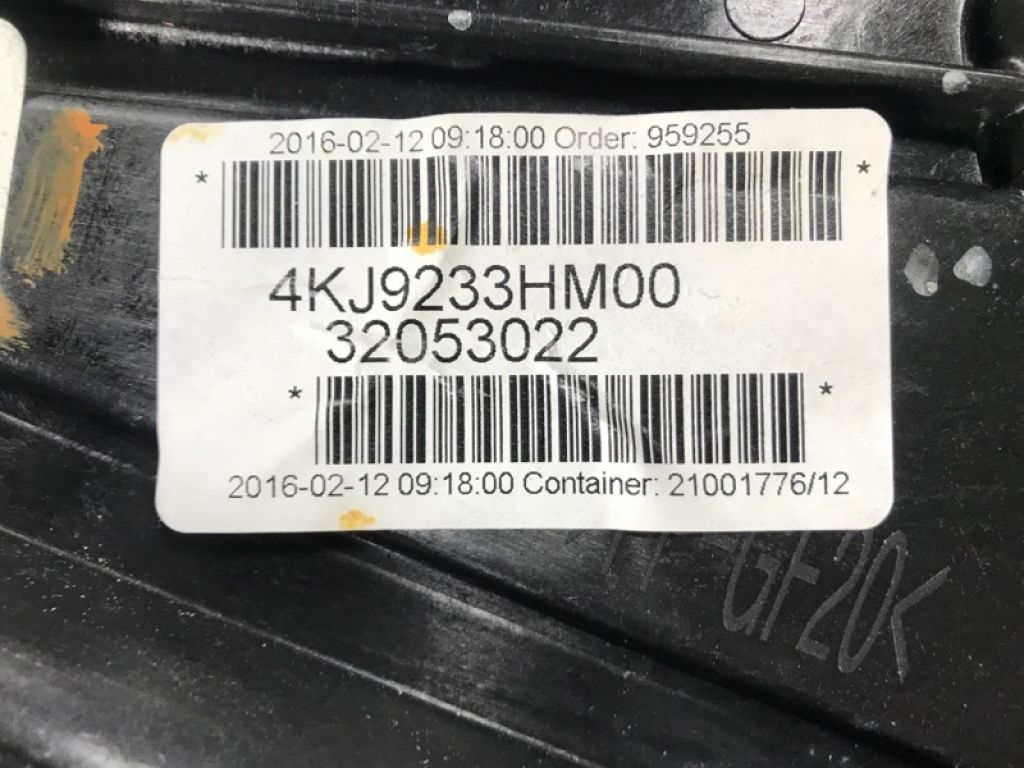 2016-02-12 09:18:00 Order: 959255
* *
4KJ9233HM00
32053022
* *
2016-02-12 09:18:00 Container: 21001776/12
GF20<